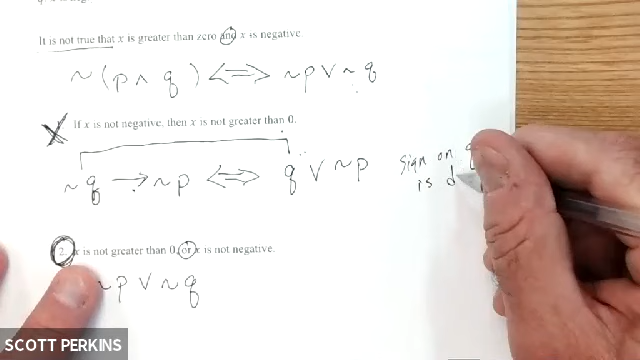 It is not true that x is greater than zero and x is negative
~(p ∧ q) ⟺ ~p ∨ ~q
If x is not negative, then x is not greater than 0.
~q → ~p ⟺ q ∨ ~p
sign on q
is d
2. x is not greater than 0, or x is not negative.
~p ∨ ~q
SCOTT PERKINS